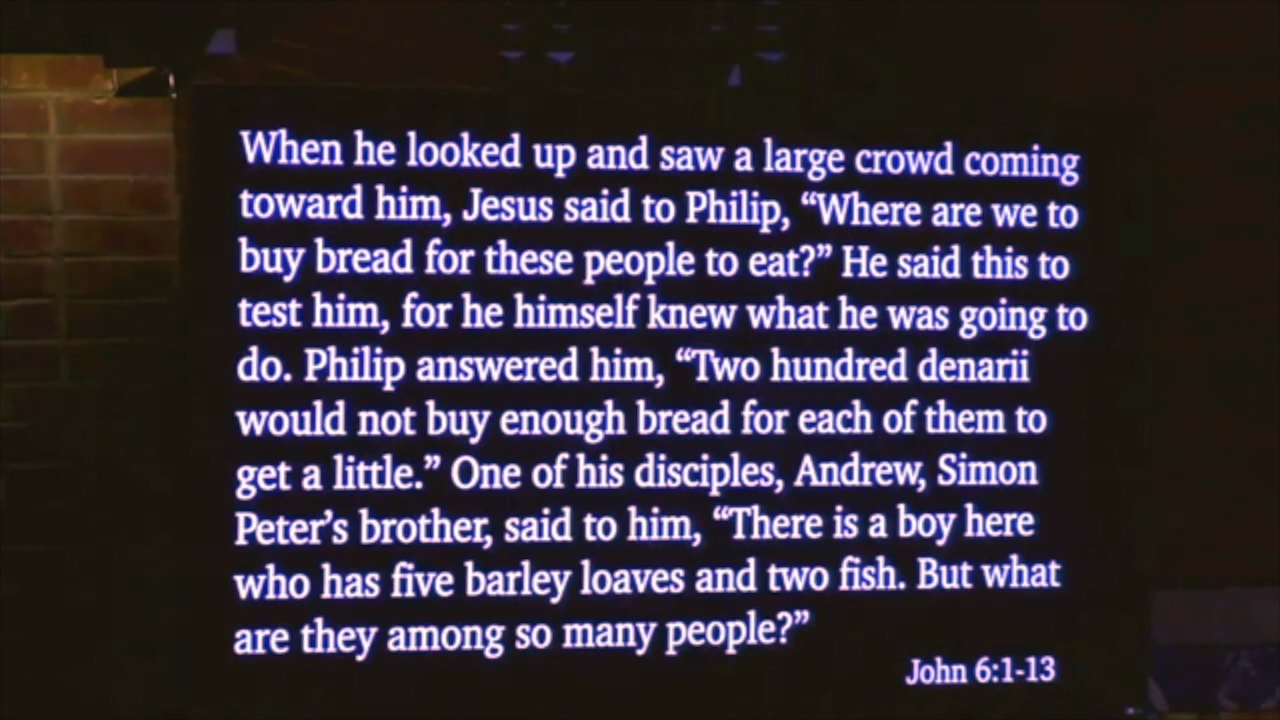 When he looked up and saw a large crowd coming
toward him, Jesus said to Philip, “Where are we to
buy bread for these people to eat?” He said this to
test him, for he himself knew what he was going to
do. Philip answered him, “Two hundred denarii
would not buy enough bread for each of them to
get a little.” One of his disciples, Andrew, Simon
Peter’s brother, said to him, “There is a boy here
who has five barley loaves and two fish. But what
are they among so many people?”
John 6:1-13